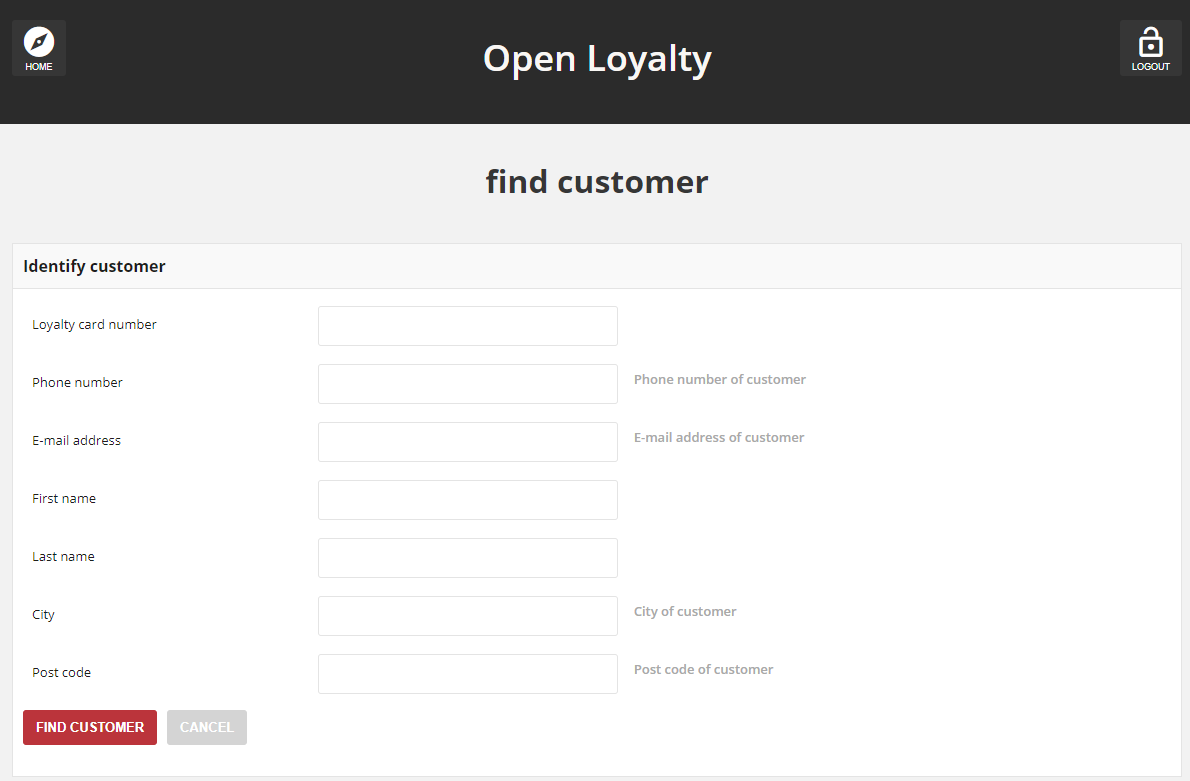 HOME
Open Loyalty
LOGOUT
find customer
Identify customer
Loyalty card number
Phone number
Phone number of customer
E-mail address
E-mail address of customer
First name
Last name
City
City of customer
Post code
Post code of customer
FIND CUSTOMER
CANCEL